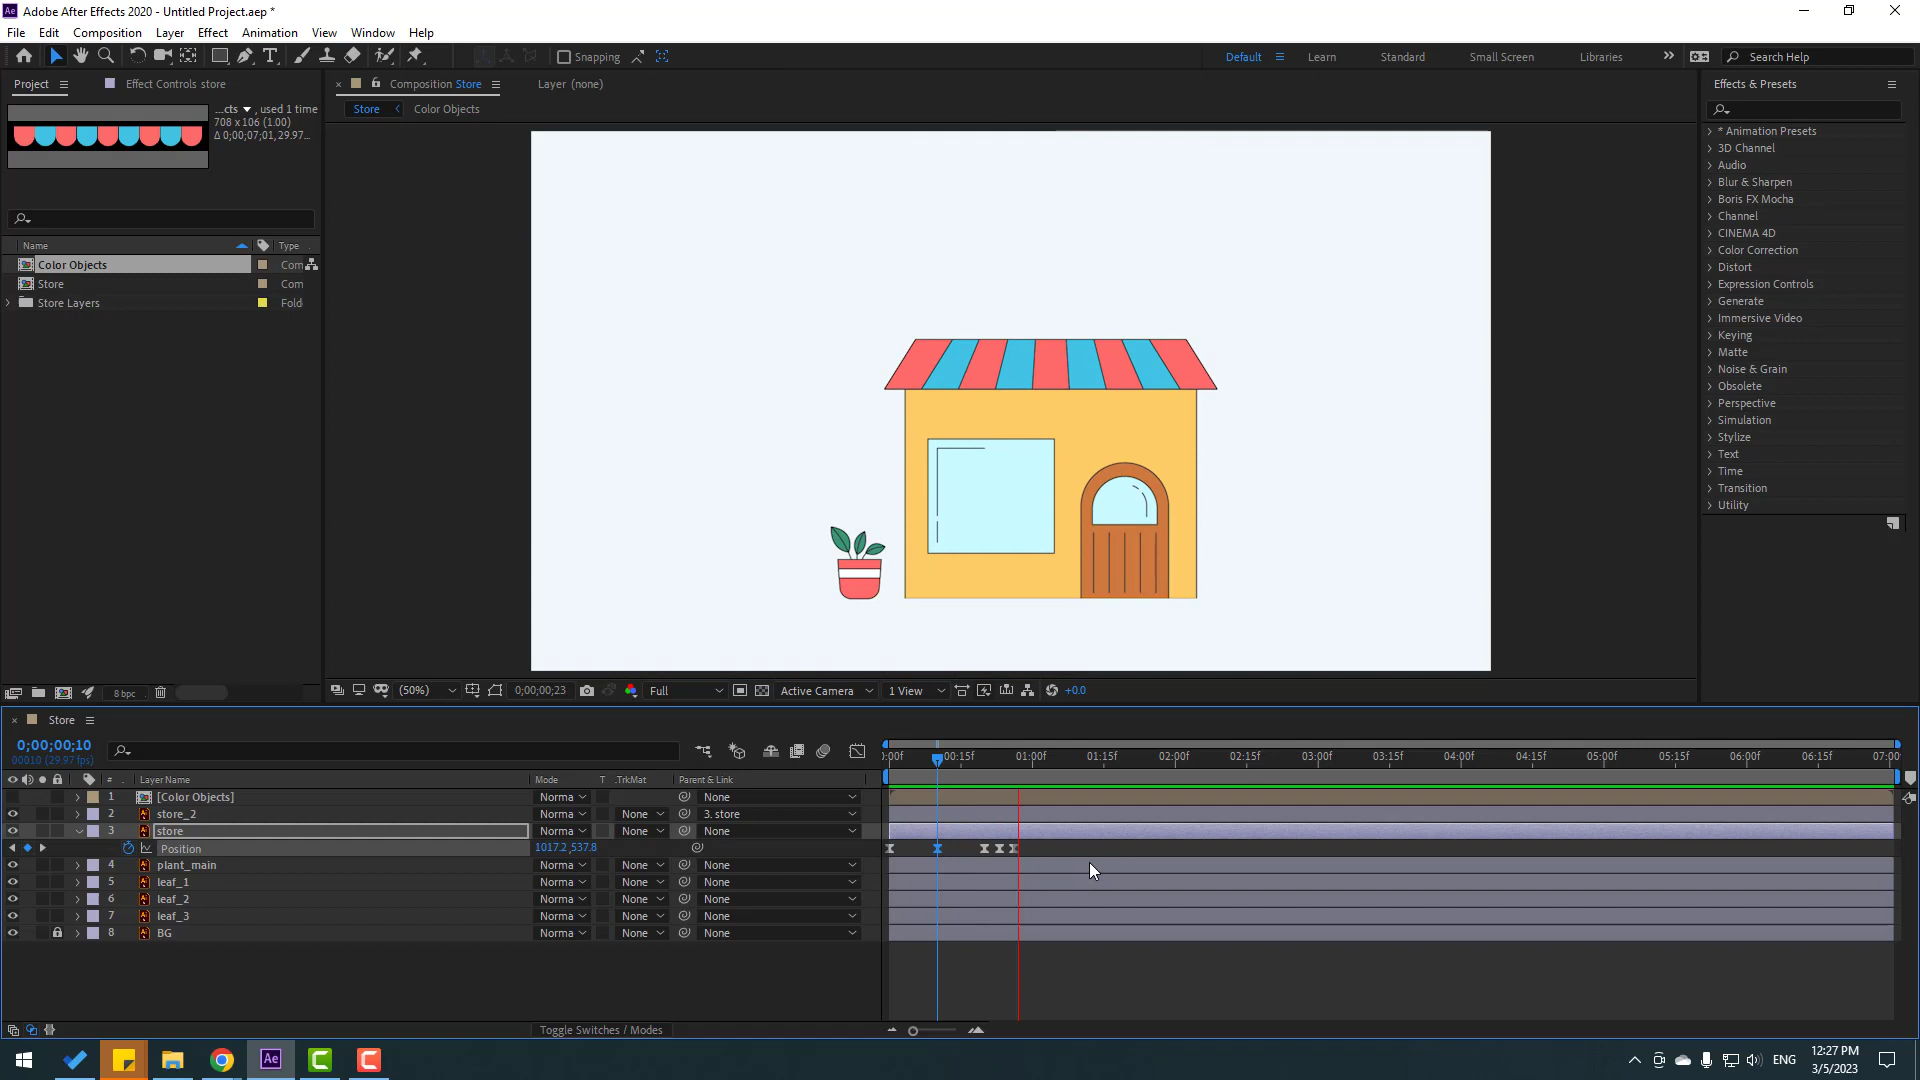 Adobe After Effects 2020 - Untitled Project.aep *
File Edit Composition Layer Effect Animation View Window Help
Snapping
Default Learn Standard Small Screen Libraries Search Help
Project Effect Controls store
...cts , used 1 time
708 x 106 (1.00)
Δ 0;00;07;01, 29.97...
Name Type
Color Objects Com
Store Com
Store Layers Fold
8 bpc
Composition Store Layer (none)
Store Color Objects
(50%) 0;00;00;23 Full Active Camera 1 View +0.0
Effects & Presets
* Animation Presets
3D Channel
Audio
Blur & Sharpen
Boris FX Mocha
Channel
CINEMA 4D
Color Correction
Distort
Expression Controls
Generate
Immersive Video
Keying
Matte
Noise & Grain
Obsolete
Perspective
Simulation
Stylize
Text
Time
Transition
Utility
Store
0;00;00;10
00010 (29.97 fps)
:00f 00:15f 01:00f 01:15f 02:00f 02:15f 03:00f 03:15f 04:00f 04:15f 05:00f 05:15f 06:00f 06:15f 07:00f
# Layer Name Mode T .TrkMat Parent & Link
1 [Color Objects] Norma None
2 store_2 Norma None 3. store
3 store Norma None None
Position 1017.2,537.8
4 plant_main Norma None None
5 leaf_1 Norma None None
6 leaf_2 Norma None None
7 leaf_3 Norma None None
8 BG Norma None None
Toggle Switches / Modes
ENG 12:27 PM
3/5/2023